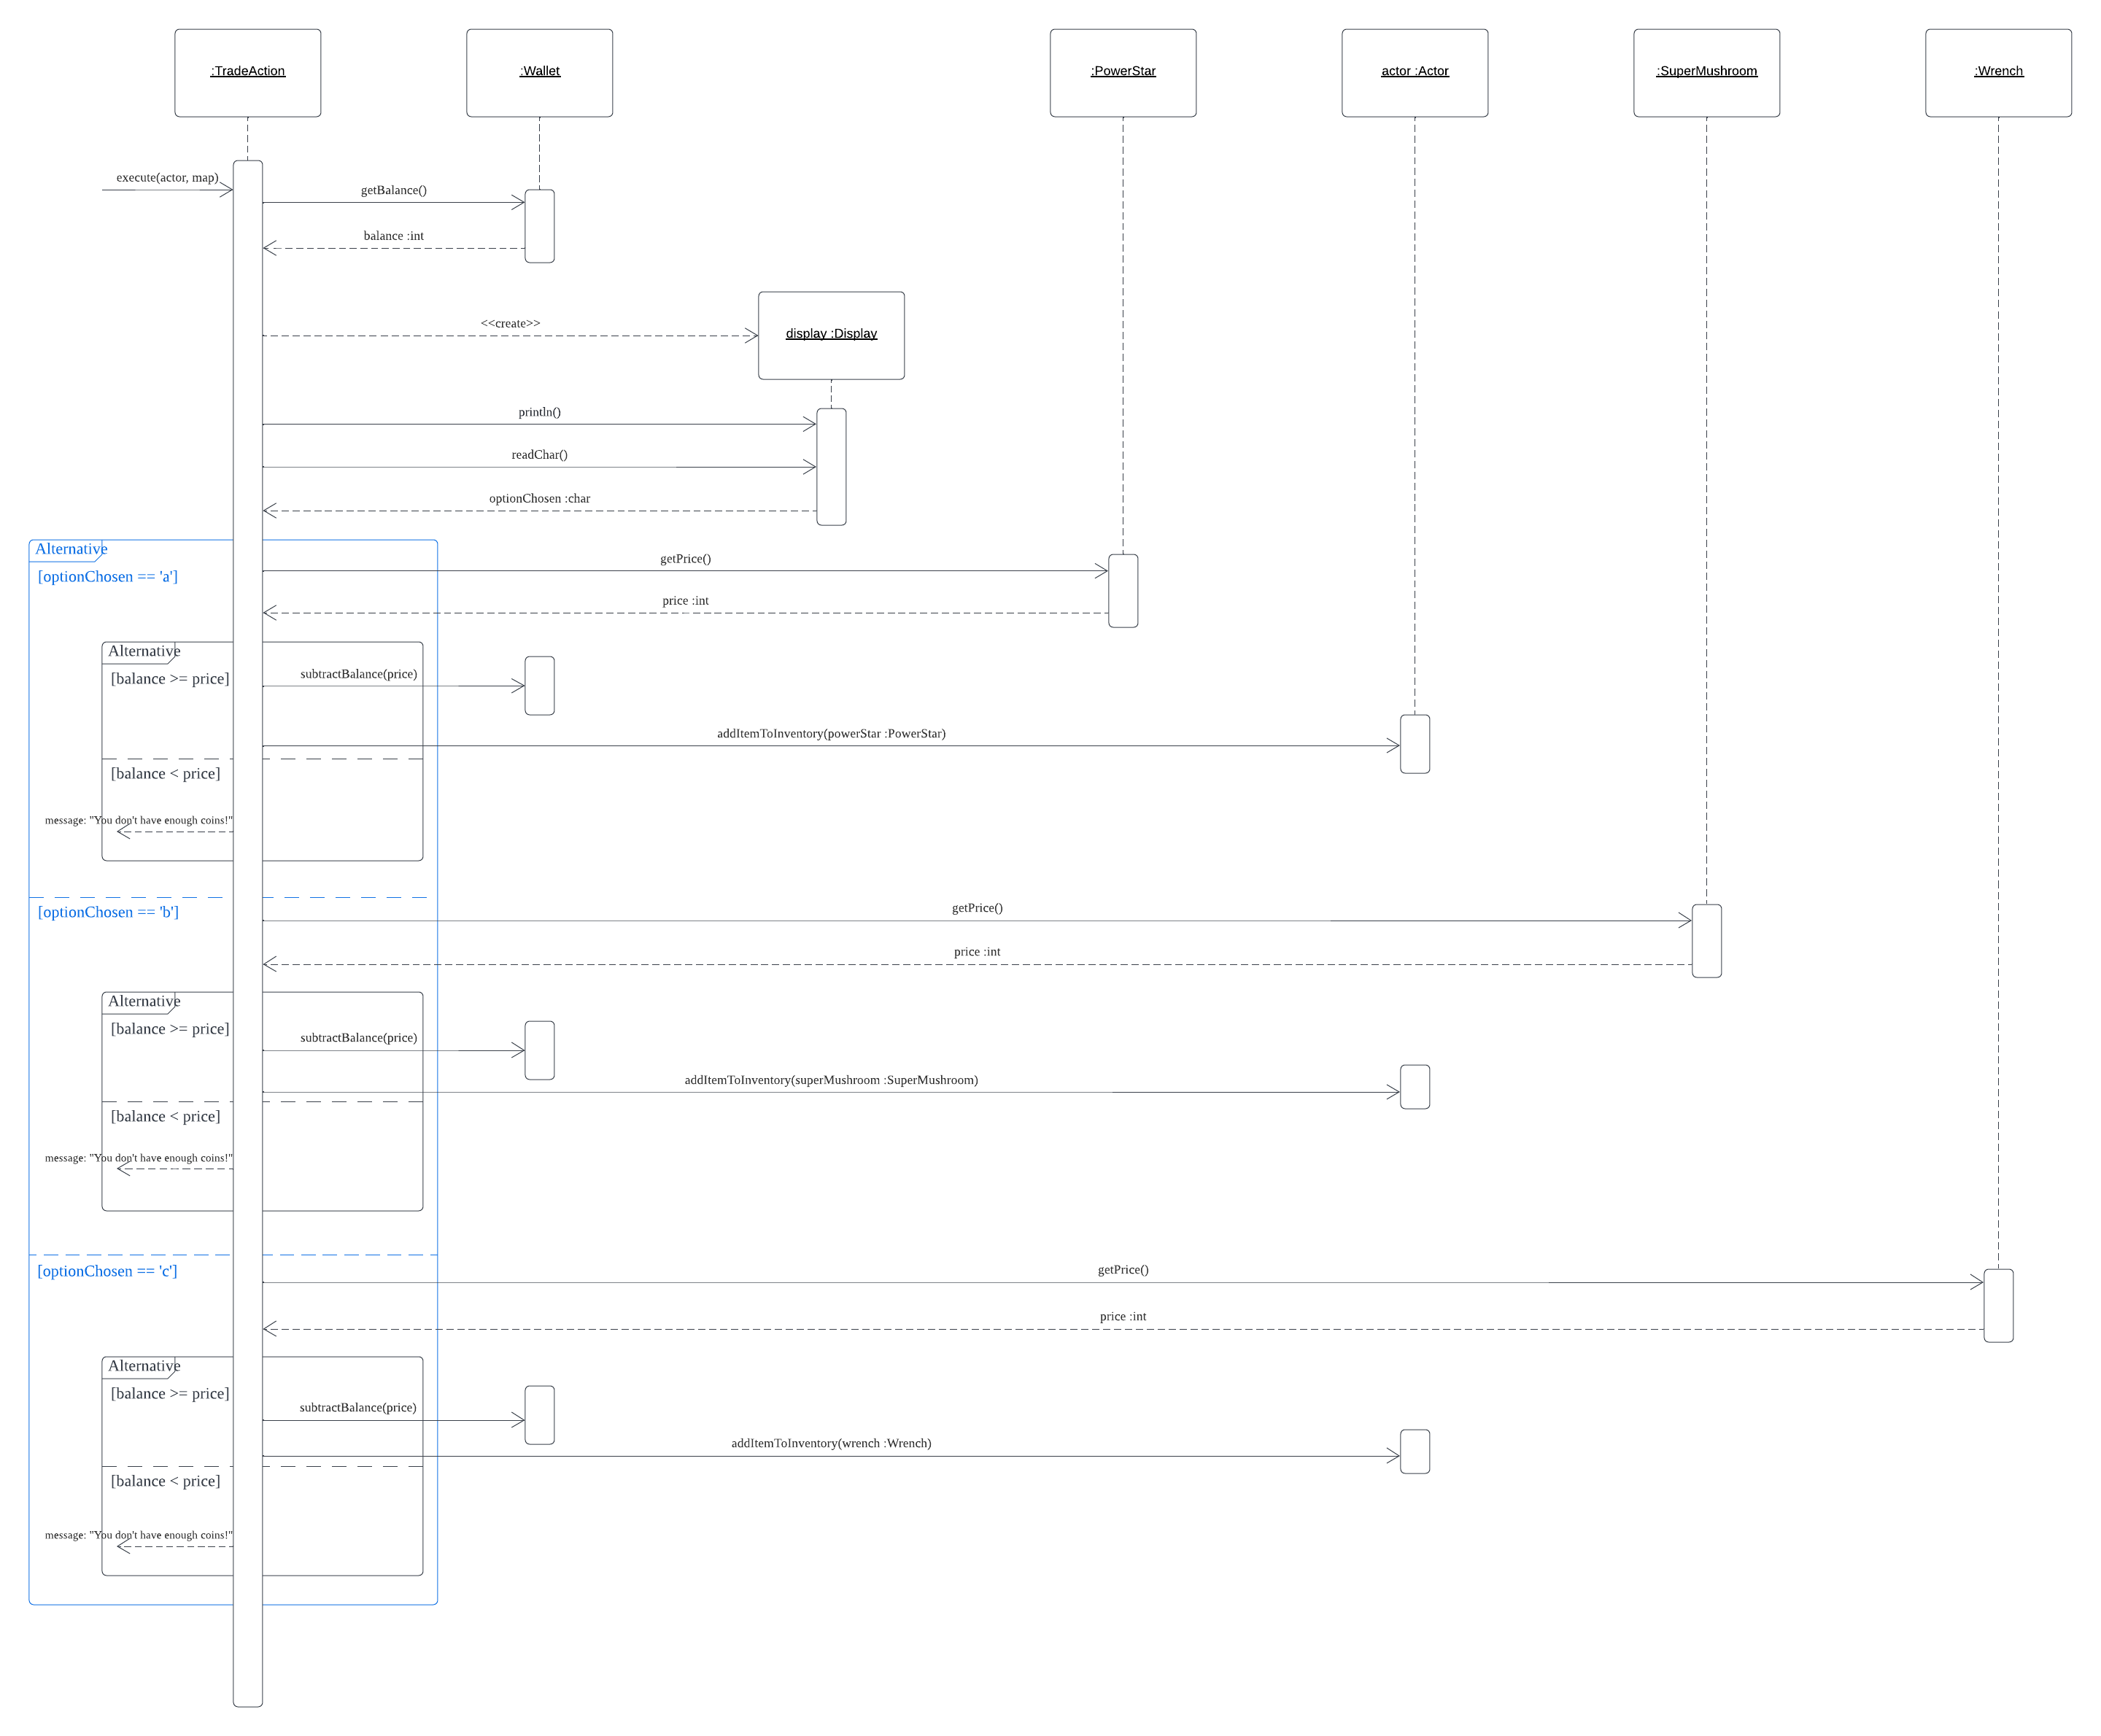 :TradeAction
:Wallet
:PowerStar
actor :Actor
:SuperMushroom
:Wrench
execute(actor, map)
getBalance()
balance :int
<<create>>
display :Display
println()
readChar()
optionChosen :char
Alternative
[optionChosen == 'a']
getPrice()
price :int
Alternative
[balance >= price]
subtractBalance(price)
addItemToInventory(powerStar :PowerStar)
[balance < price]
message: "You don't have enough coins!"
[optionChosen == 'b']
getPrice()
price :int
Alternative
[balance >= price]
subtractBalance(price)
addItemToInventory(superMushroom :SuperMushroom)
[balance < price]
message: "You don't have enough coins!"
[optionChosen == 'c']
getPrice()
price :int
Alternative
[balance >= price]
subtractBalance(price)
addItemToInventory(wrench :Wrench)
[balance < price]
message: "You don't have enough coins!"